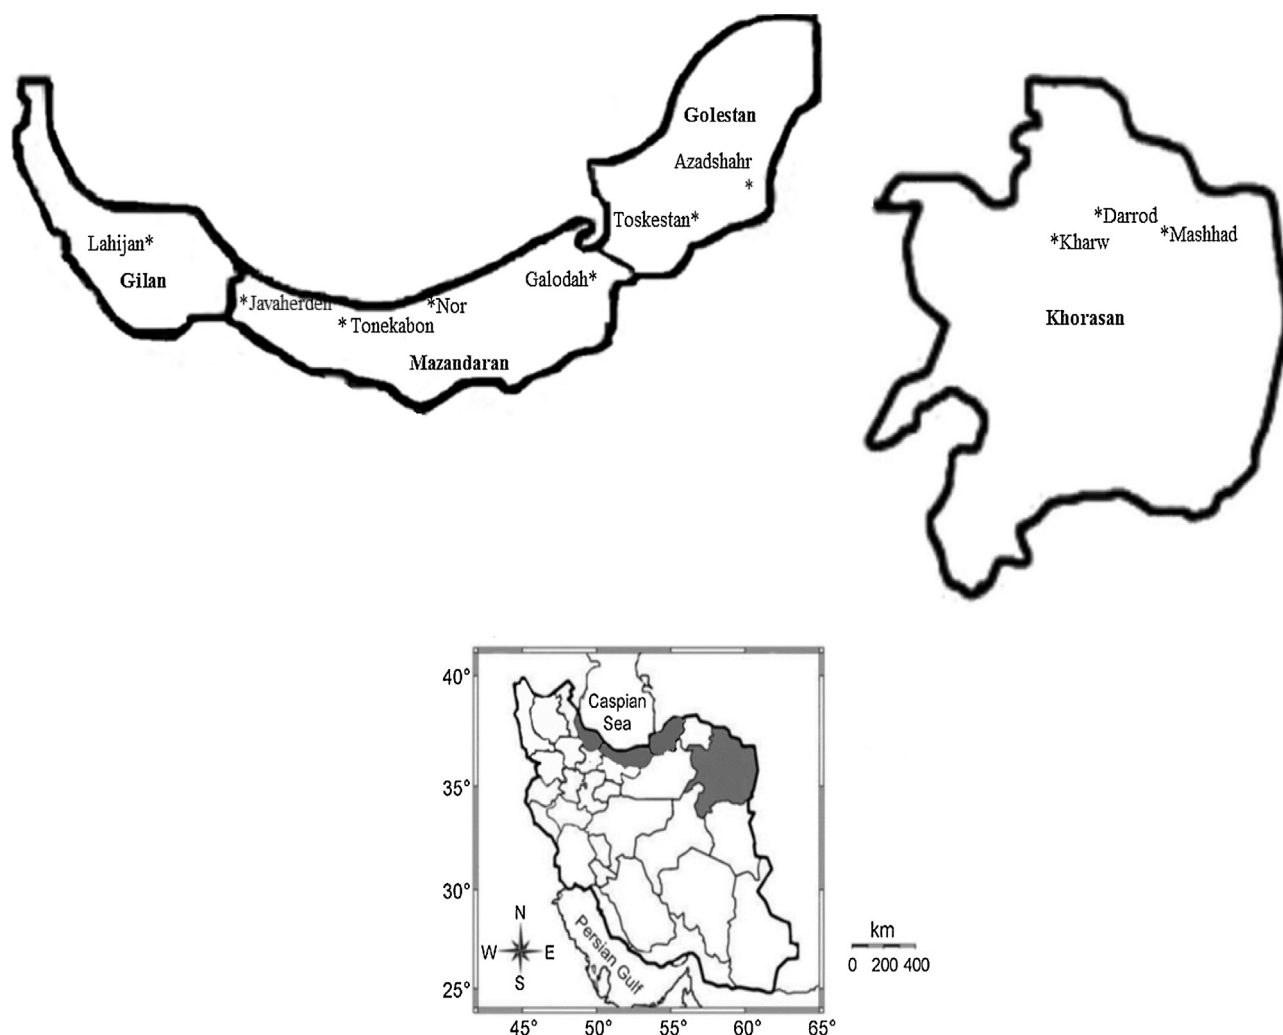 Golestan
Azadshahr
*
Toskestan*
Lahijan*
Gilan
Galodah*
*Javaherdeh
*Nor
*Tonekabon
Mazandaran
*Darrod
*Kharw
*Mashhad
Khorasan
40°
35°
30°
25°
Caspian
Sea
Persian Gulf
N
W E
S
km
0 200 400
45° 50° 55° 60° 65°